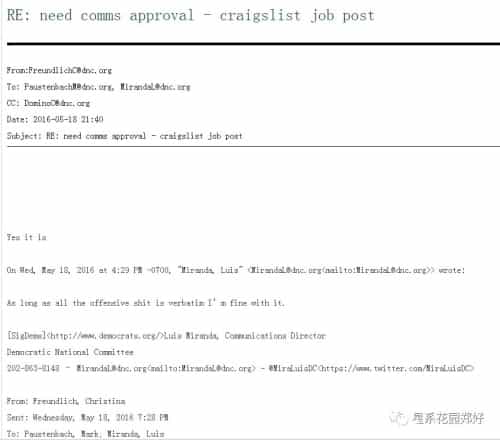 RE: need comms approval - craigslist job post
From:FreundlichC@dnc.org
To: PaustenbachM@dnc.org, MirandaL@dnc.org
CC: DominoC@dnc.org
Date: 2016-05-18 21:40
Subject: RE: need comms approval - craigslist job post
Yes it is
On Wed, May 18, 2016 at 4:29 PM -0700, "Miranda, Luis" <MirandaL@dnc.org(mailto:MirandaL@dnc.org>> wrote:
As long as all the offensive shit is verbatim I'm fine with it.
[SigDems]<http://www.democrats.org/>Luis Miranda, Communications Director
Democratic National Committee
202-863-8148 – MirandaL@dnc.org(mailto:MirandaL@dnc.org) - @MiraLuisDC<https://www.twitter.com/MiraLuisDC>
From: Freundlich, Christina
Sent: Wednesday, May 18, 2016 7:28 PM
To: Paustenbach, Mark; Miranda, Luis
星系花园郑好